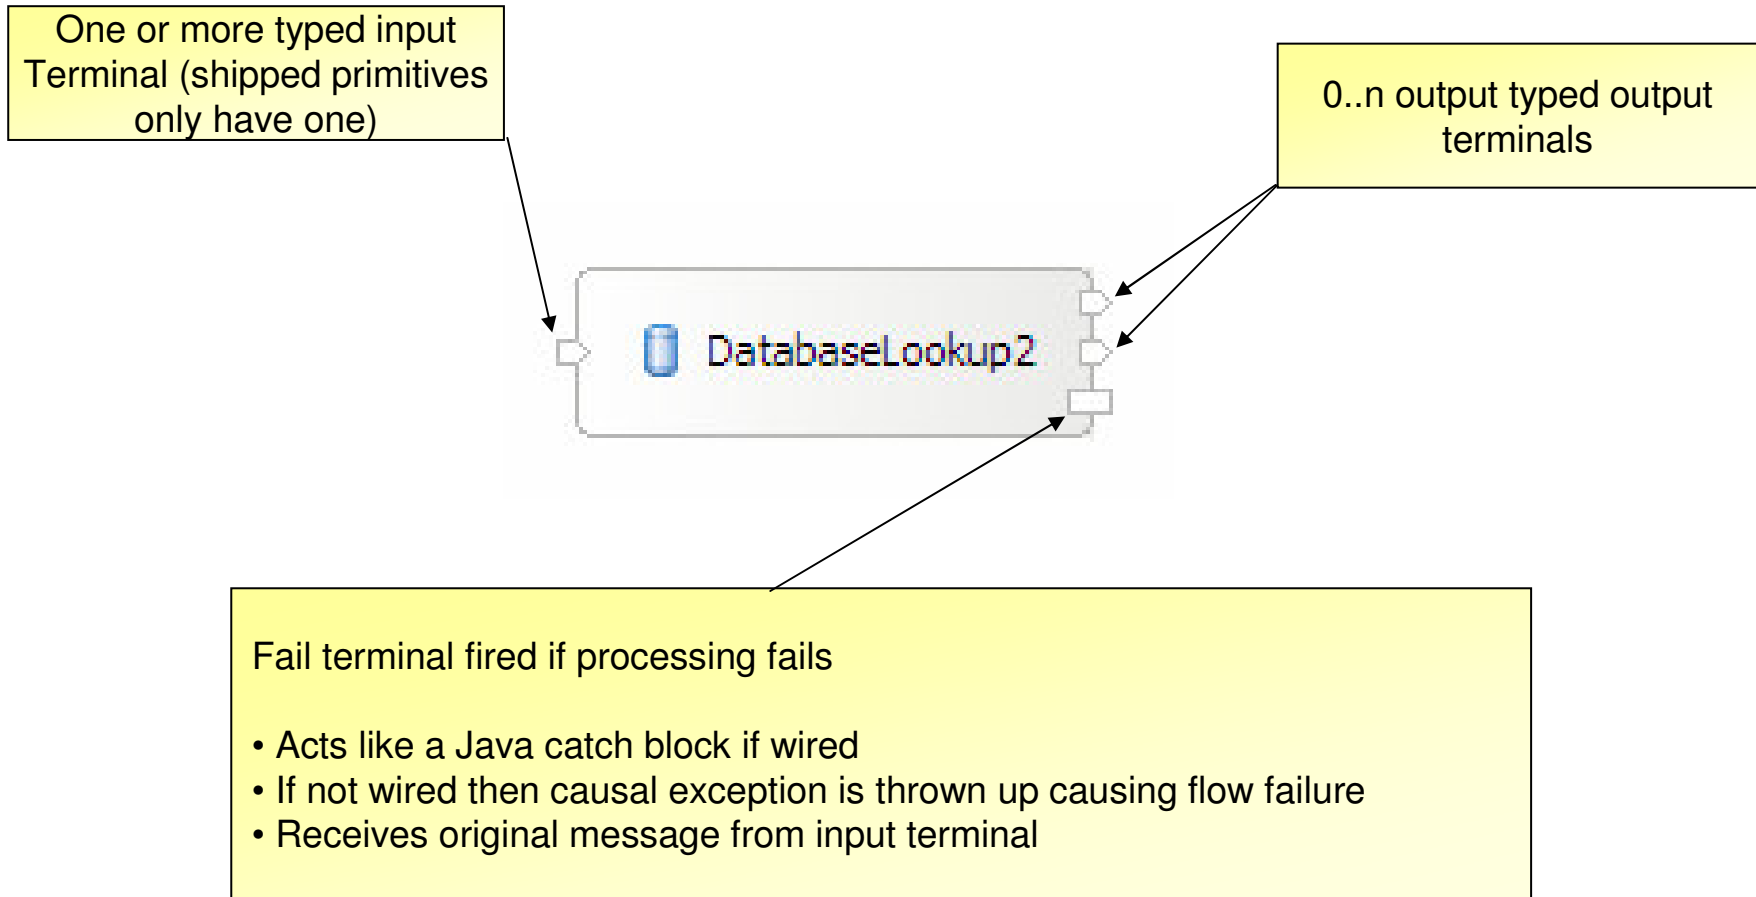 One or more typed input
Terminal (shipped primitives
only have one)
0..n output typed output
terminals
DatabaseLookup2
Fail terminal fired if processing fails
• Acts like a Java catch block if wired
• If not wired then causal exception is thrown up causing flow failure
• Receives original message from input terminal